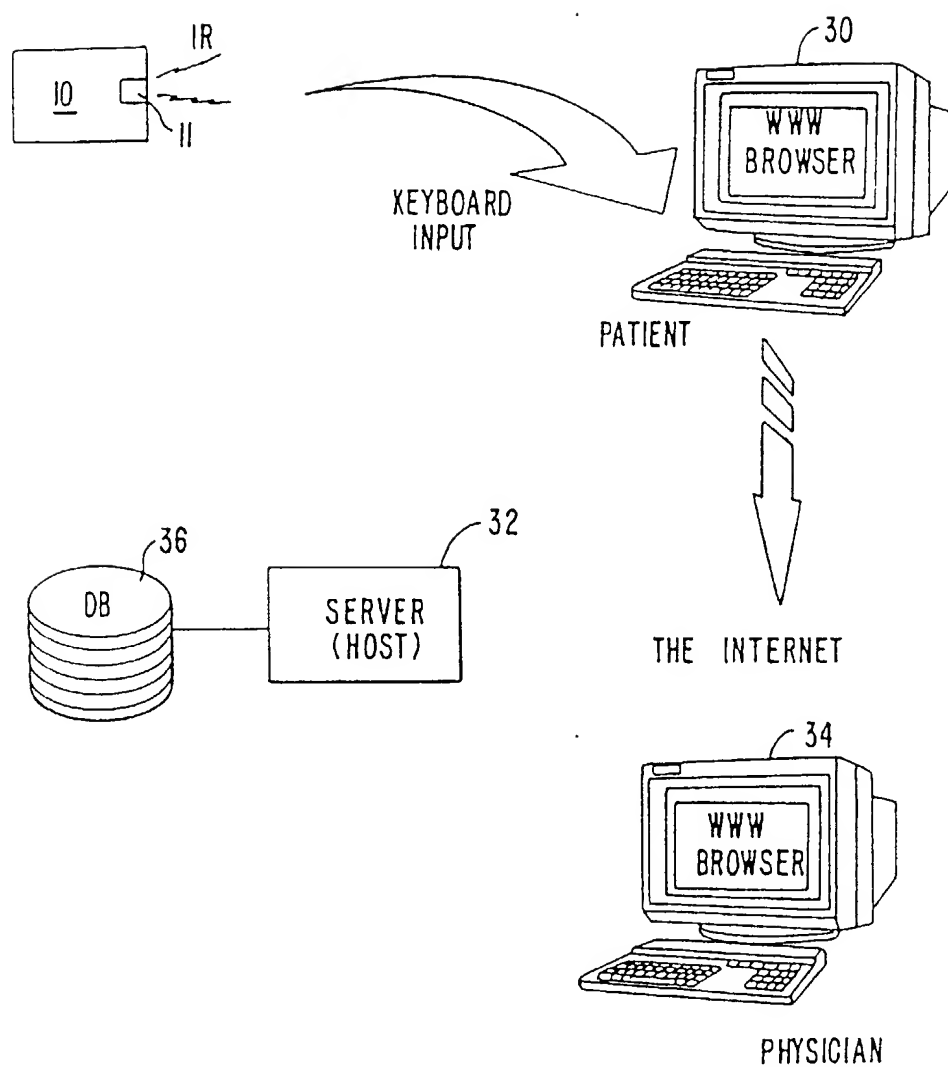 IR
10
11
30
WWW
BROWSER
KEYBOARD
INPUT
PATIENT
36
DB
32
SERVER
(HOST)
THE INTERNET
34
WWW
BROWSER
PHYSICIAN